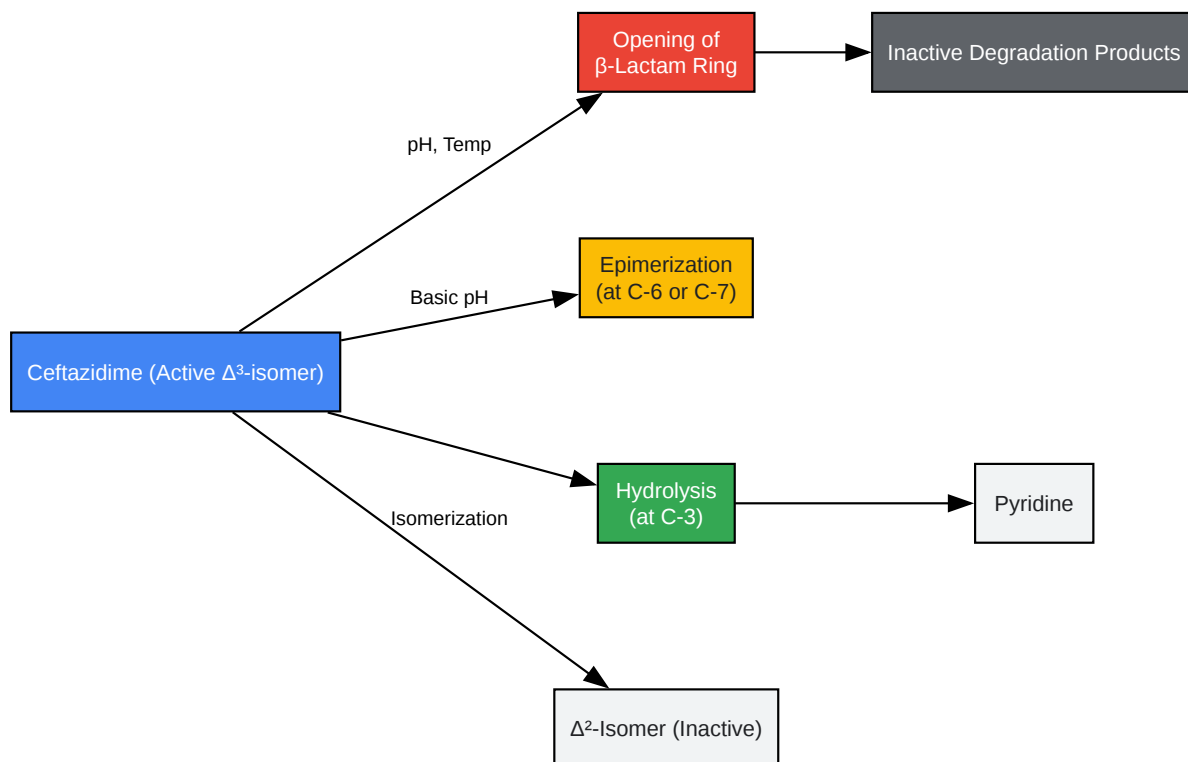 Opening of
β-Lactam Ring
Inactive Degradation Products
pH, Temp
Epimerization
(at C-6 or C-7)
Basic pH
Ceftazidime (Active Δ³-isomer)
Hydrolysis
(at C-3)
Pyridine
Isomerization
Δ²-Isomer (Inactive)